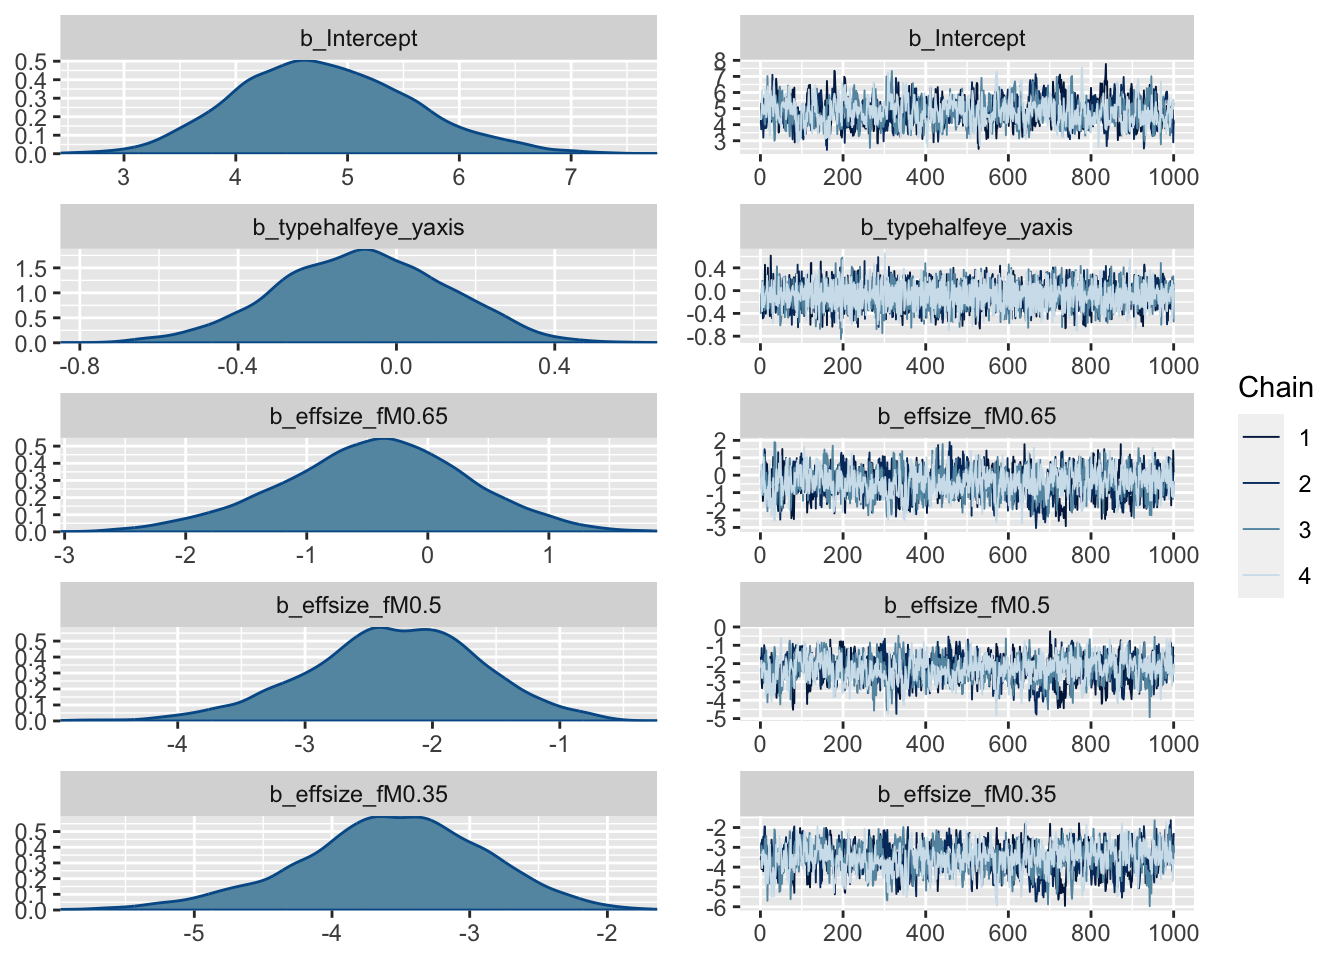 b_Intercept
0.5
0.4
0.3
0.2
0.1
0.0
3 4 5 6 7
b_Intercept
8
7
6
5
4
3
0 200 400 600 800 1000
b_typehalfeye_yaxis
1.5
1.0
0.5
0.0
-0.8 -0.4 0.0 0.4
b_typehalfeye_yaxis
0.4
0.0
-0.4
-0.8
0 200 400 600 800 1000
b_effsize_fM0.65
0.5
0.4
0.3
0.2
0.1
0.0
-3 -2 -1 0 1
b_effsize_fM0.65
2
1
0
-1
-2
-3
0 200 400 600 800 1000
b_effsize_fM0.5
0.5
0.4
0.3
0.2
0.1
0.0
-4 -3 -2 -1
b_effsize_fM0.5
0
-1
-2
-3
-4
-5
0 200 400 600 800 1000
b_effsize_fM0.35
0.5
0.4
0.3
0.2
0.1
0.0
-5 -4 -3 -2
b_effsize_fM0.35
-2
-3
-4
-5
-6
0 200 400 600 800 1000
Chain
1
2
3
4